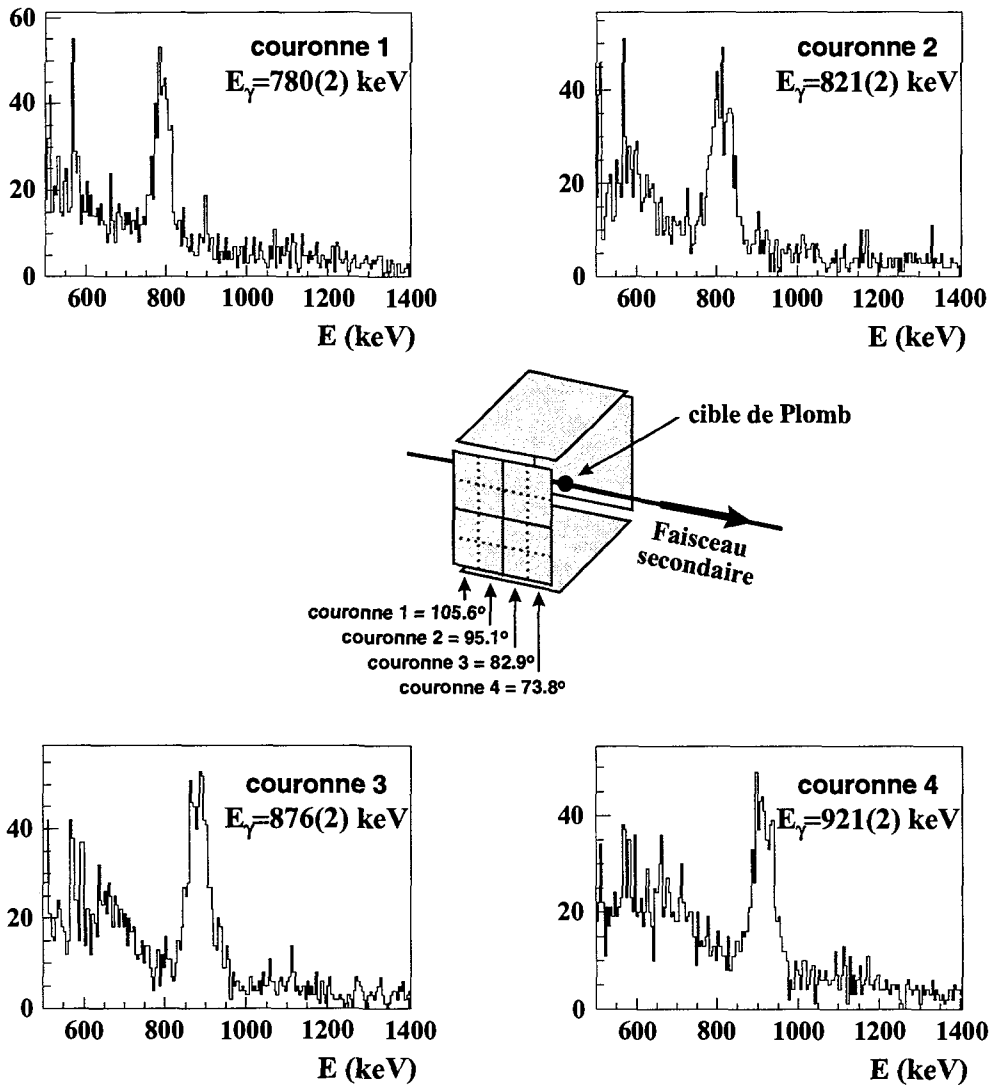 couronne 1
Eγ=780(2) keV
60
40
20
0
600 800 1000 1200 1400
E (keV)
couronne 2
Eγ=821(2) keV
40
20
0
600 800 1000 1200 1400
E (keV)
cible de Plomb
Faisceau
secondaire
couronne 1 = 105.6º
couronne 2 = 95.1º
couronne 3 = 82.9º
couronne 4 = 73.8º
couronne 3
Eγ=876(2) keV
40
20
0
600 800 1000 1200 1400
E (keV)
couronne 4
Eγ=921(2) keV
40
20
0
600 800 1000 1200 1400
E (keV)